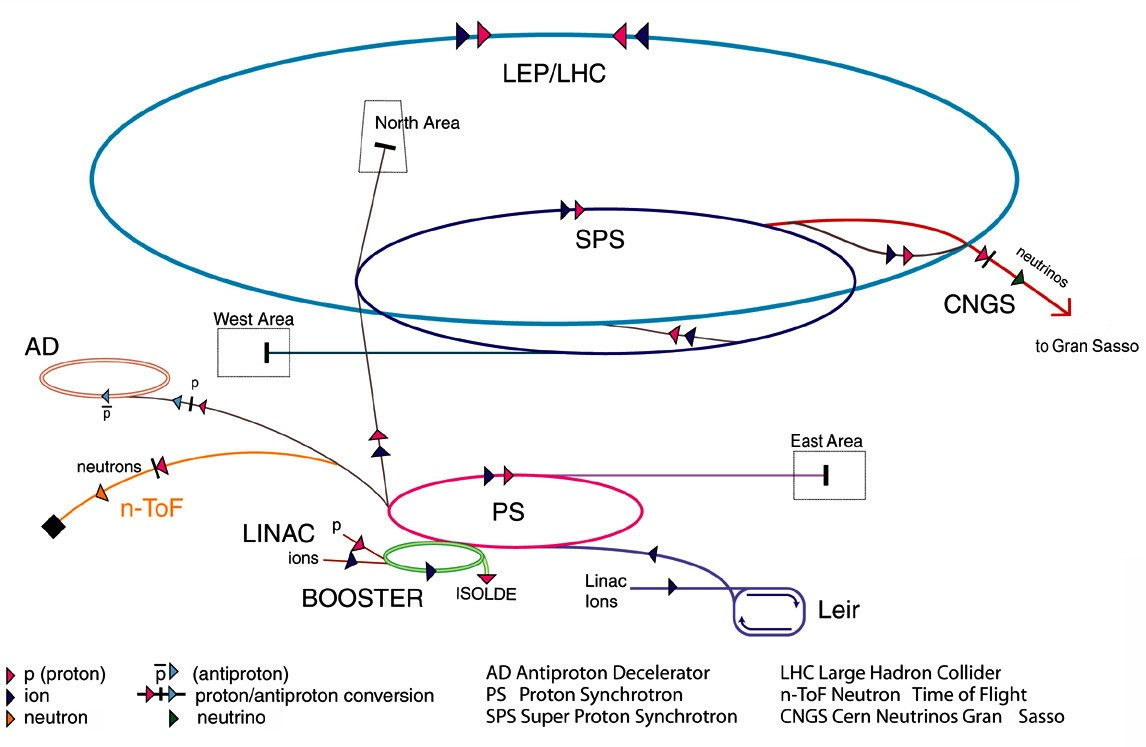 LEP/LHC
North Area
SPS
neutrinos
CNGS
to Gran Sasso
West Area
AD
p
p̅
East Area
neutrons
n-ToF
PS
LINAC
p
ions
BOOSTER
ISOLDE
Linac
Ions
Leir
p (proton)
ion
neutron
p̅ (antiproton)
proton/antiproton conversion
neutrino
AD Antiproton Decelerator
PS Proton Synchrotron
SPS Super Proton Synchrotron
LHC Large Hadron Collider
n-ToF Neutron Time of Flight
CNGS Cern Neutrinos Gran Sasso